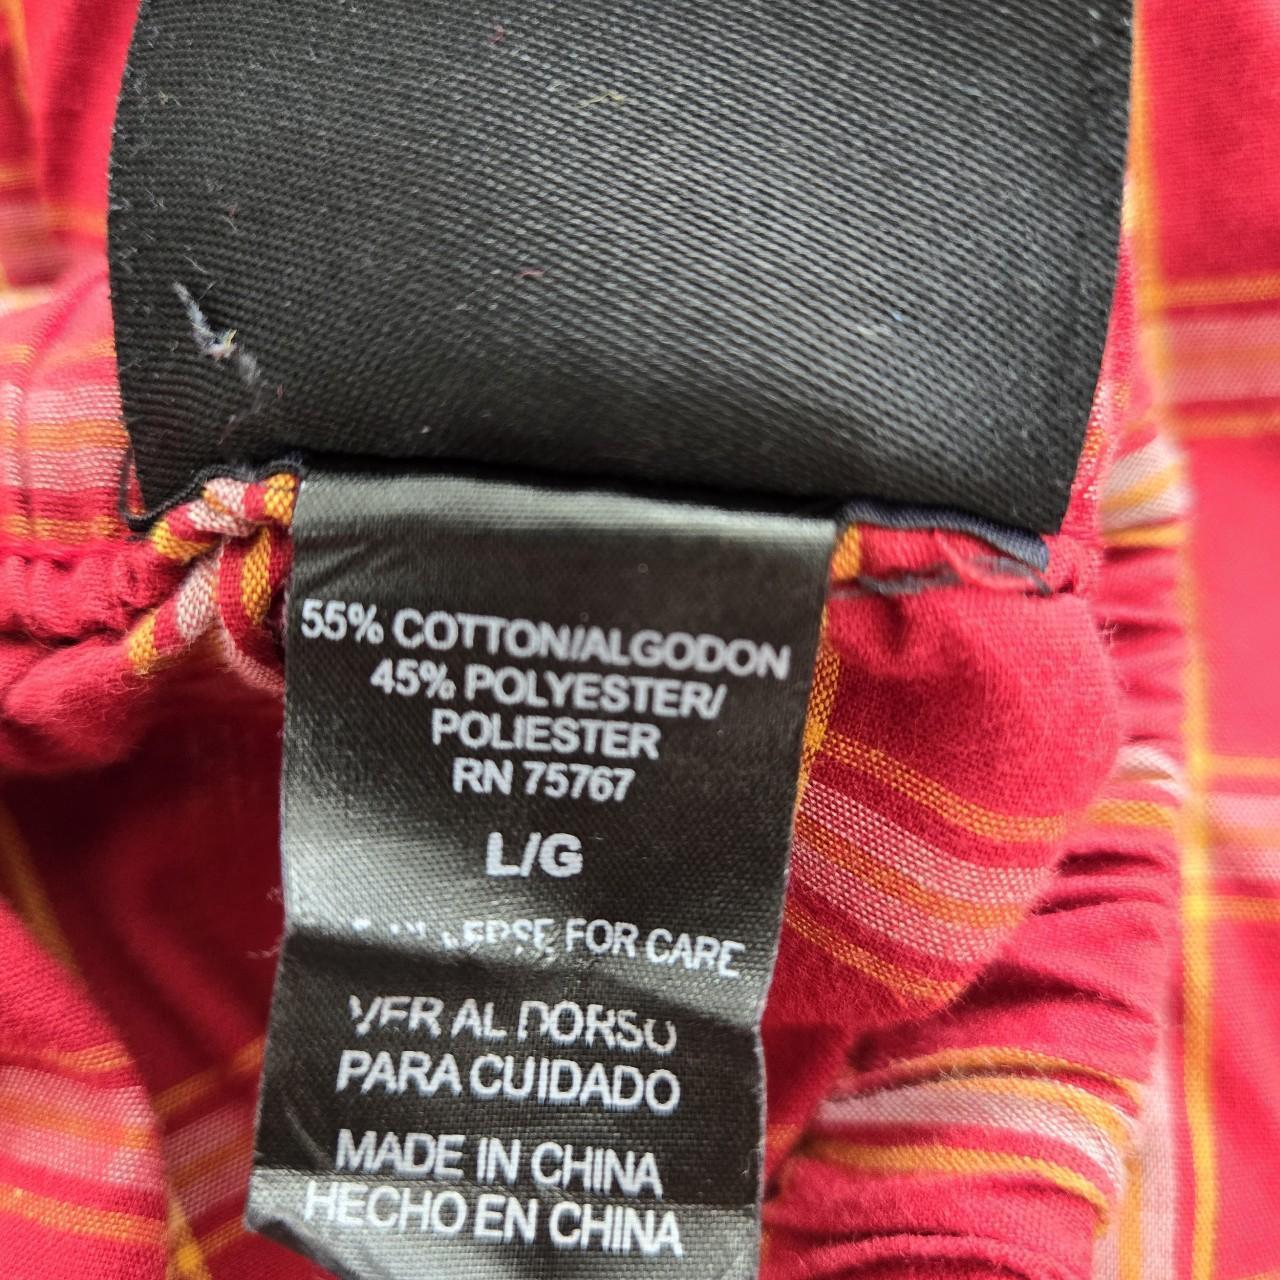 55% COTTON/ALGODON
45% POLYESTER/
POLIESTER
RN 75767
L/G
FOR CARE
VER AL DORSO
PARA CUIDADO
MADE IN CHINA
HECHO EN CHINA